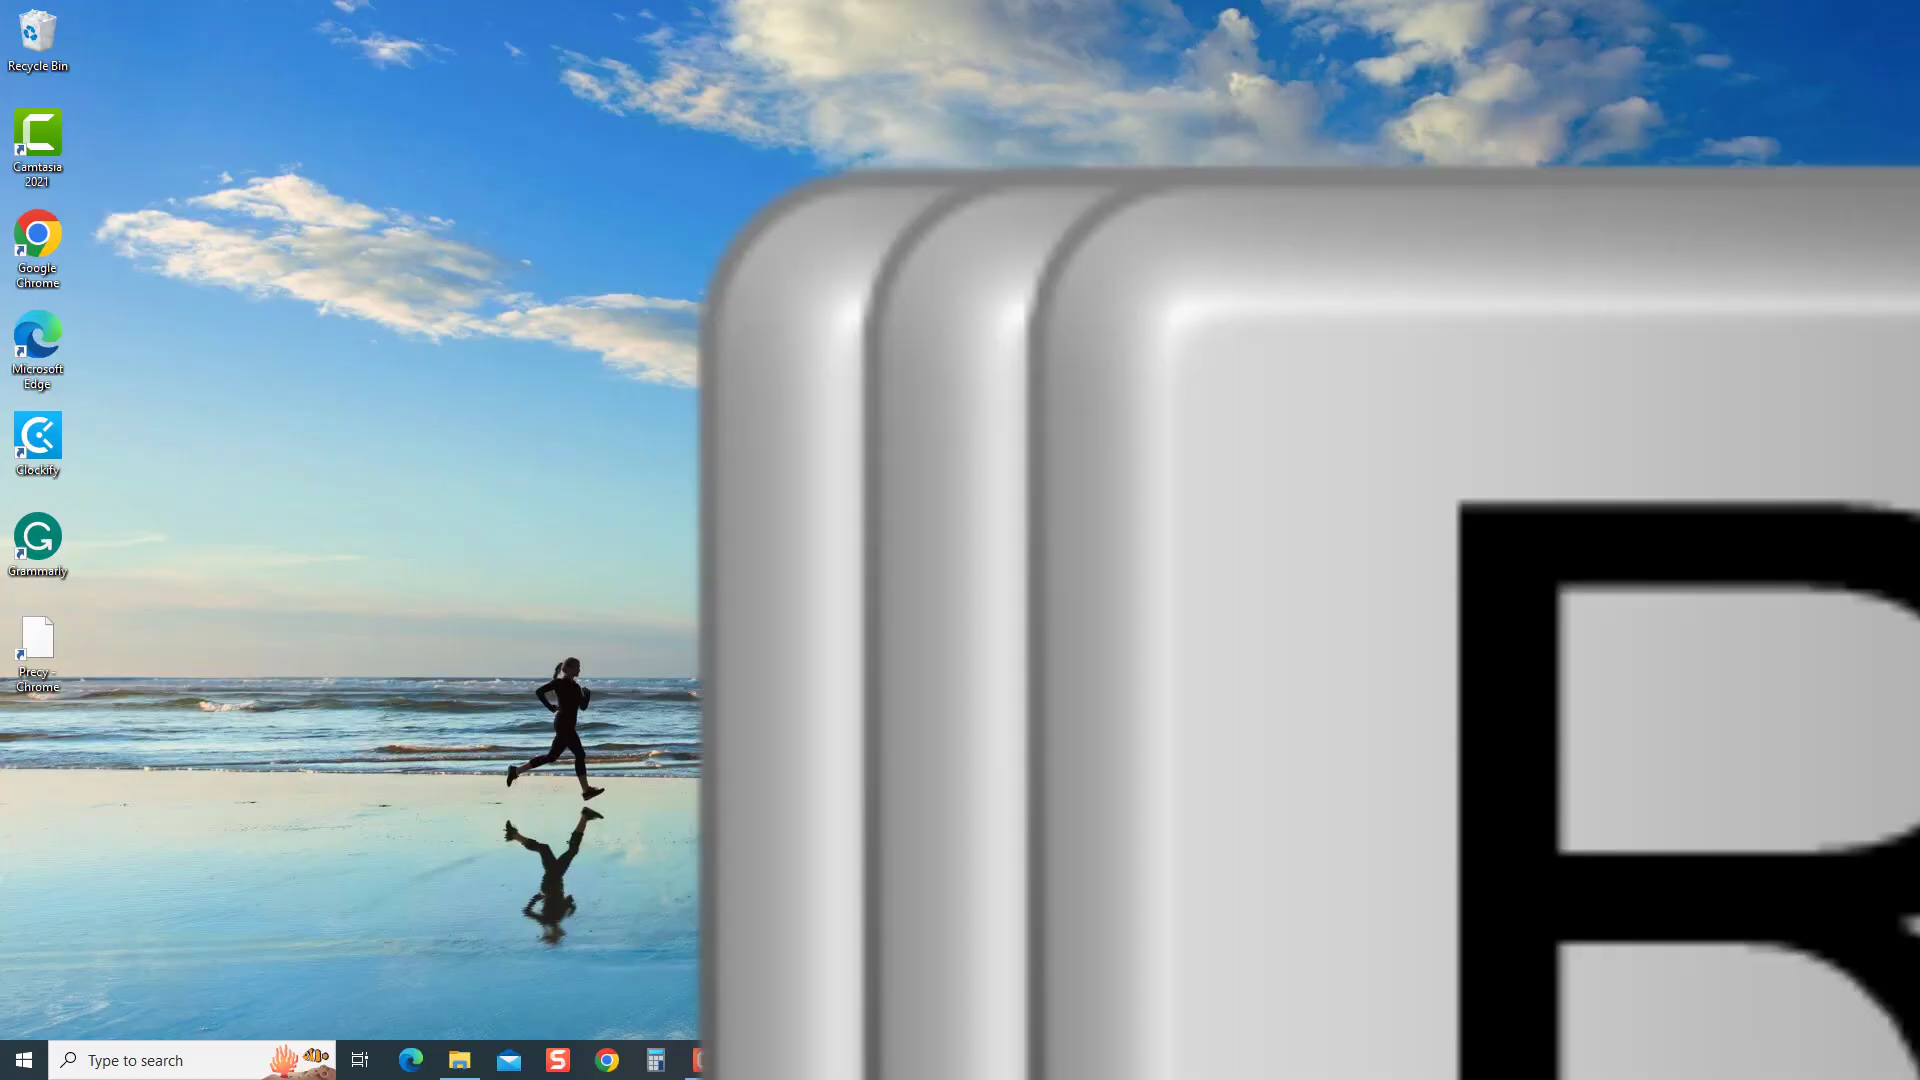 Recycle Bin
Camtasia
2021
Google
Chrome
Microsoft
Edge
Clockify
Grammarly
Precy -
Chrome
R
Type to search